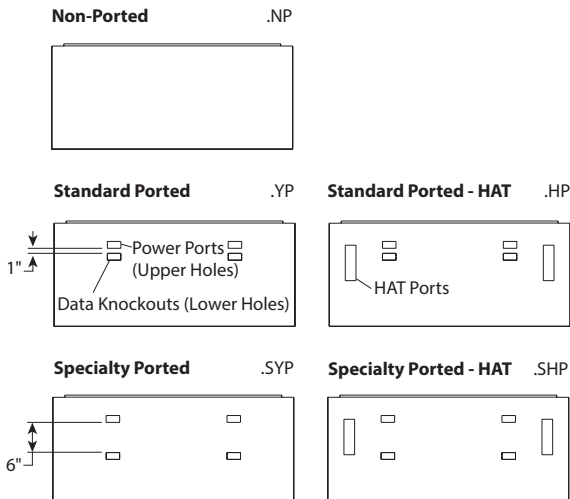 Non-Ported .NP
Standard Ported .YP
Standard Ported - HAT .HP
1"
Power Ports
(Upper Holes)
Data Knockouts (Lower Holes)
HAT Ports
Specialty Ported .SYP
Specialty Ported - HAT .SHP
6"